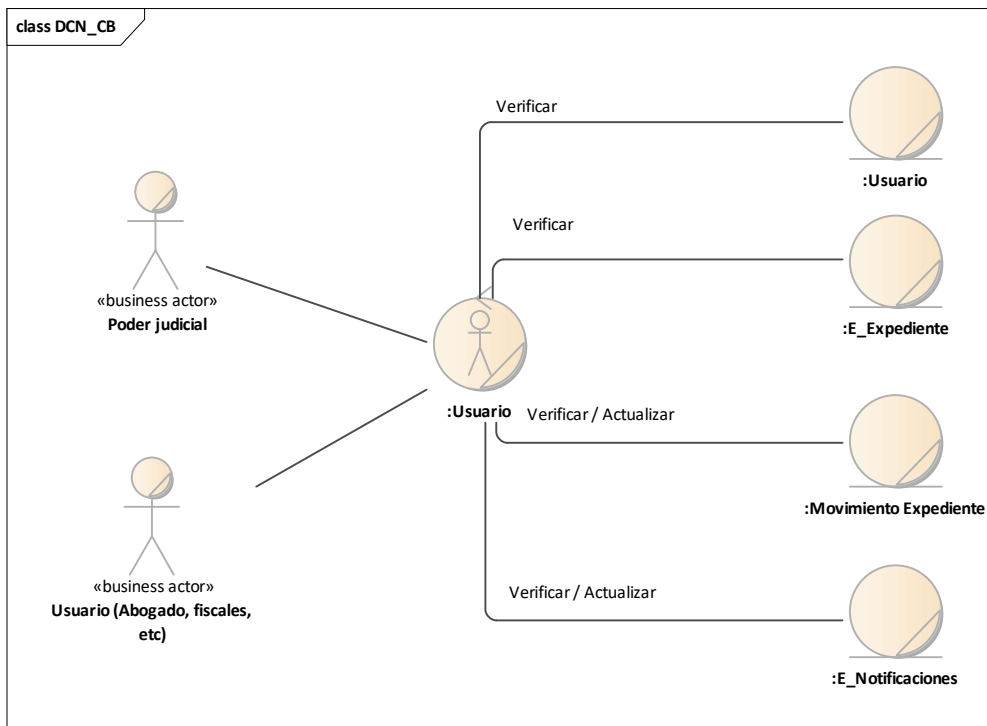 class DCN_CB
Verificar
:Usuario
Verificar
«business actor»
Poder judicial
:E_Expediente
:Usuario
Verificar / Actualizar
:Movimiento Expediente
«business actor»
Usuario (Abogado, fiscales,
etc)
Verificar / Actualizar
:E_Notificaciones